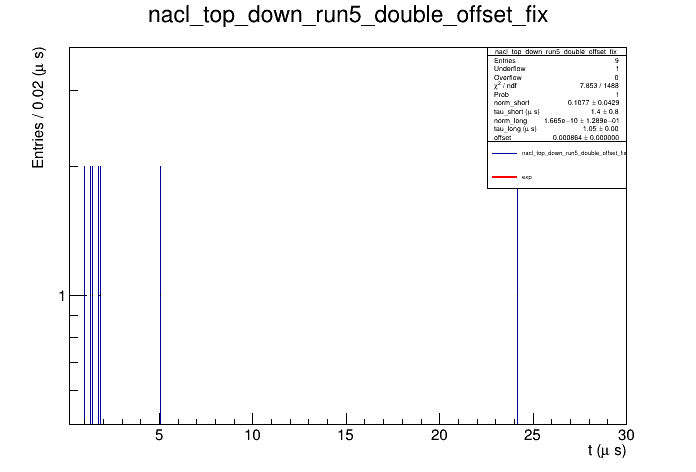 nacl_top_down_run5_double_offset_fix
Entries / 0.02 (μ s)
nacl_top_down_run5_double_offset_fix
Entries 9
Underflow 1
Overflow 0
χ² / ndf 7.853 / 1488
Prob 1
norm_short 0.1077 ± 0.0429
tau_short (μ s) 1.4 ± 0.8
norm_long 1.665e−10 ± 1.289e−01
tau_long (μ s) 1.05 ± 0.00
offset 0.000864 ± 0.000000
nacl_top_down_run5_double_offset_fix
exp
1
5 10 15 20 25 30
t (μ s)